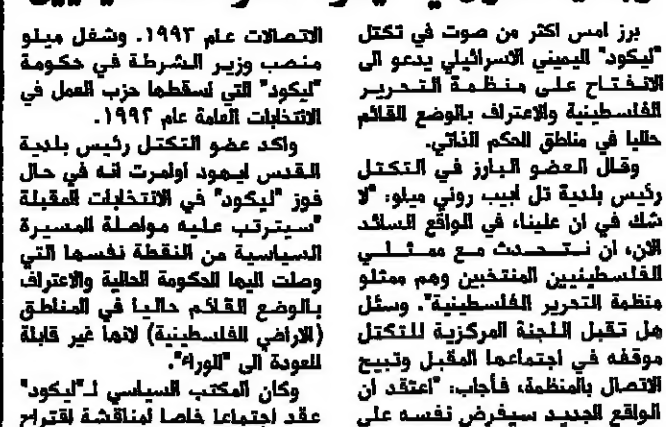 برز امس اكثر من صوت في تكتل
"ليكود" اليميني الاسرائيلي يدعو الى
الانفتاح على منظمة التحرير
الفلسطينية والاعتراف بالوضع القائم
حاليا في مناطق الحكم الذاتي.
وقال العضو البارز في التكتل
رئيس بلدية تل ابيب روني ميلو: "لا
شك في ان علينا، في الواقع السائد
الان، ان نتحدث مع ممثلي
الفلسطينيين المنتخبين وهم ممثلو
منظمة التحرير الفلسطينية". وسئل
هل تقبل اللجنة المركزية للتكتل
موقفه في اجتماعها المقبل وتبيح
الاتصال بالمنظمة، فأجاب: "اعتقد ان
الواقع الجديد سيفرض نفسه على
الاتصالات عام ١٩٩٣. وشغل ميلو
منصب وزير الشرطة في حكومة
"ليكود" التي اسقطها حزب العمل في
الانتخابات العامة عام ١٩٩٢.
واكد عضو التكتل رئيس بلدية
القدس ايهود اولمرت انه في حال
فوز "ليكود" في الانتخابات المقبلة
"سيترتب عليه مواصلة المسيرة
السياسية من النقطة نفسها التي
وصلت اليها الحكومة الحالية والاعتراف
بالوضع القائم حالياً في المناطق
(الاراضي الفلسطينية) لانها غير قابلة
للعودة الى الوراء".
وكان المكتب السياسي لـ"ليكود"
عقد اجتماعا خاصا لمناقشة اقتراح